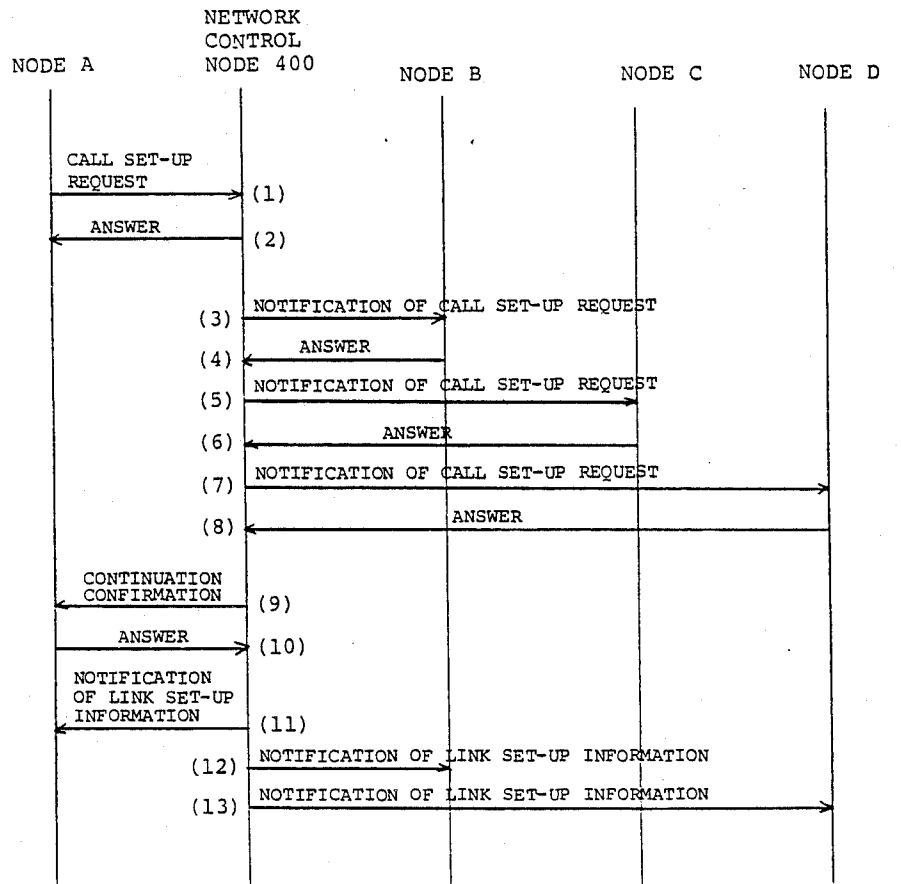 NETWORK
CONTROL
NODE A
NODE 400
NODE B
NODE C
NODE D
CALL SET-UP
REQUEST
(1)
ANSWER
(2)
(3)
NOTIFICATION OF CALL SET-UP REQUEST
(4)
ANSWER
(5)
NOTIFICATION OF CALL SET-UP REQUEST
(6)
ANSWER
(7)
NOTIFICATION OF CALL SET-UP REQUEST
(8)
ANSWER
CONTINUATION
CONFIRMATION
(9)
ANSWER
(10)
NOTIFICATION
OF LINK SET-UP
INFORMATION
(11)
(12)
NOTIFICATION OF LINK SET-UP INFORMATION
(13)
NOTIFICATION OF LINK SET-UP INFORMATION